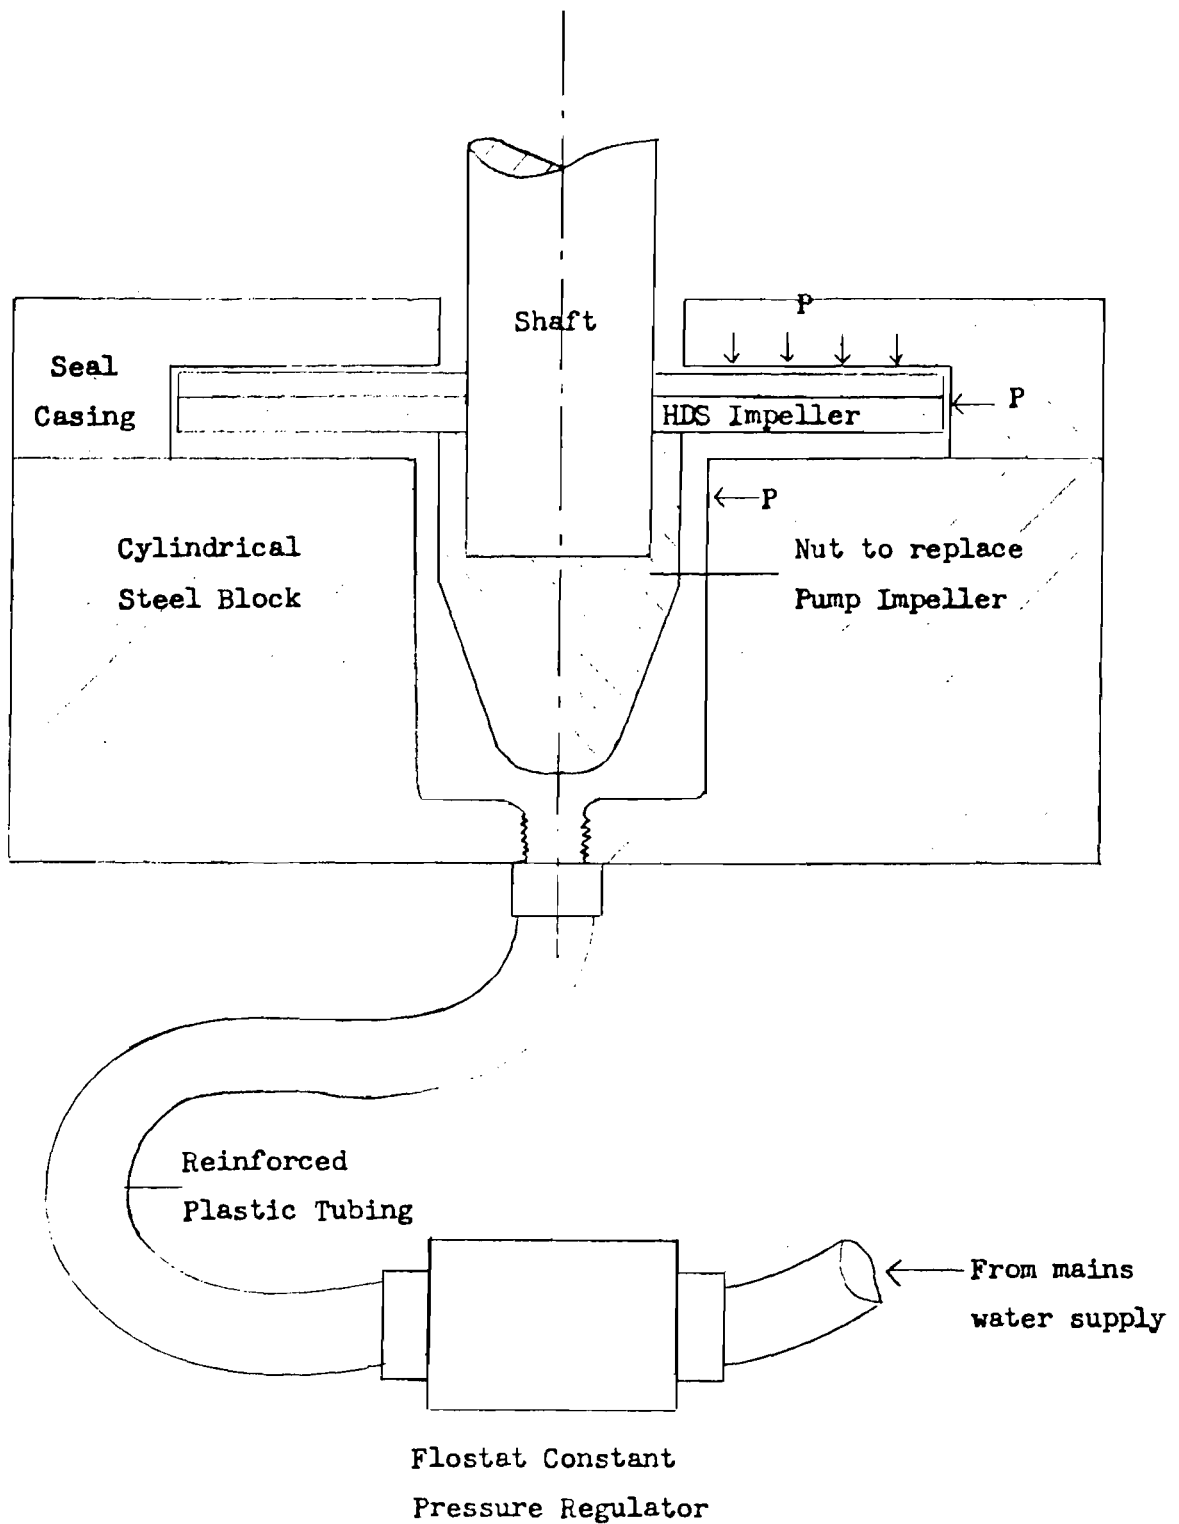 Shaft
P
Seal
Casing
P
HDS Impeller
P
Cylindrical
Steel Block
Nut to replace
Pump Impeller
Reinforced
Plastic Tubing
From mains
water supply
Flostat Constant
Pressure Regulator